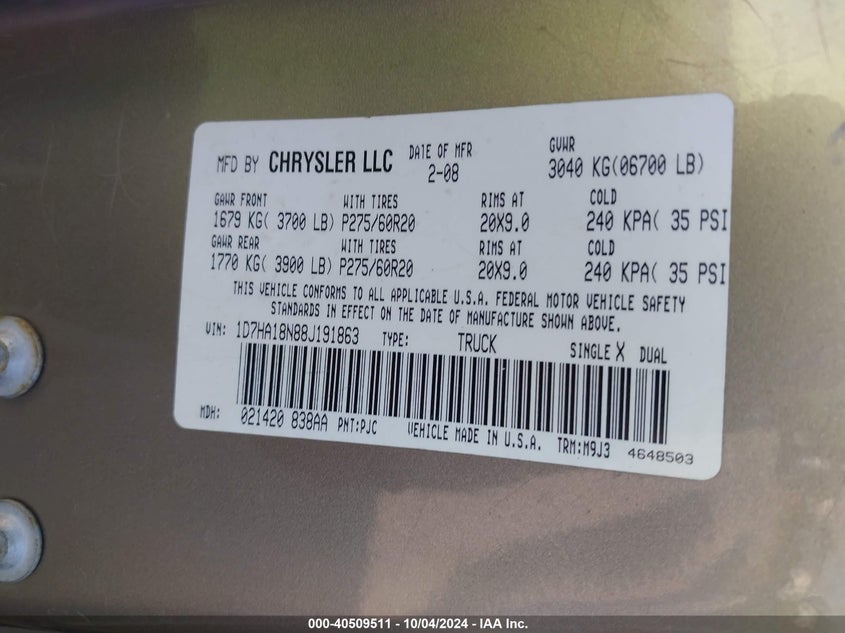 MFD BY CHRYSLER LLC DATE OF MFR GVWR
2-08 3040 KG(06700 LB)
GAWR FRONT WITH TIRES RIMS AT COLD
1679 KG( 3700 LB) P275/60R20 20X9.0 240 KPA( 35 PSI
GAWR REAR WITH TIRES RIMS AT COLD
1770 KG( 3900 LB) P275/60R20 20X9.0 240 KPA( 35 PSI
THIS VEHICLE CONFORMS TO ALL APPLICABLE U.S.A. FEDERAL MOTOR VEHICLE SAFETY
STANDARDS IN EFFECT ON THE DATE OF MANUFACTURE SHOWN ABOVE.
VIN: 1D7HA18N88J191863 TYPE: TRUCK SINGLE X DUAL
MDH: 021420 838AA PNT:PJC VEHICLE MADE IN U.S.A. TRM:M9J3 4648503
000-40509511 - 10/04/2024 - IAA Inc.